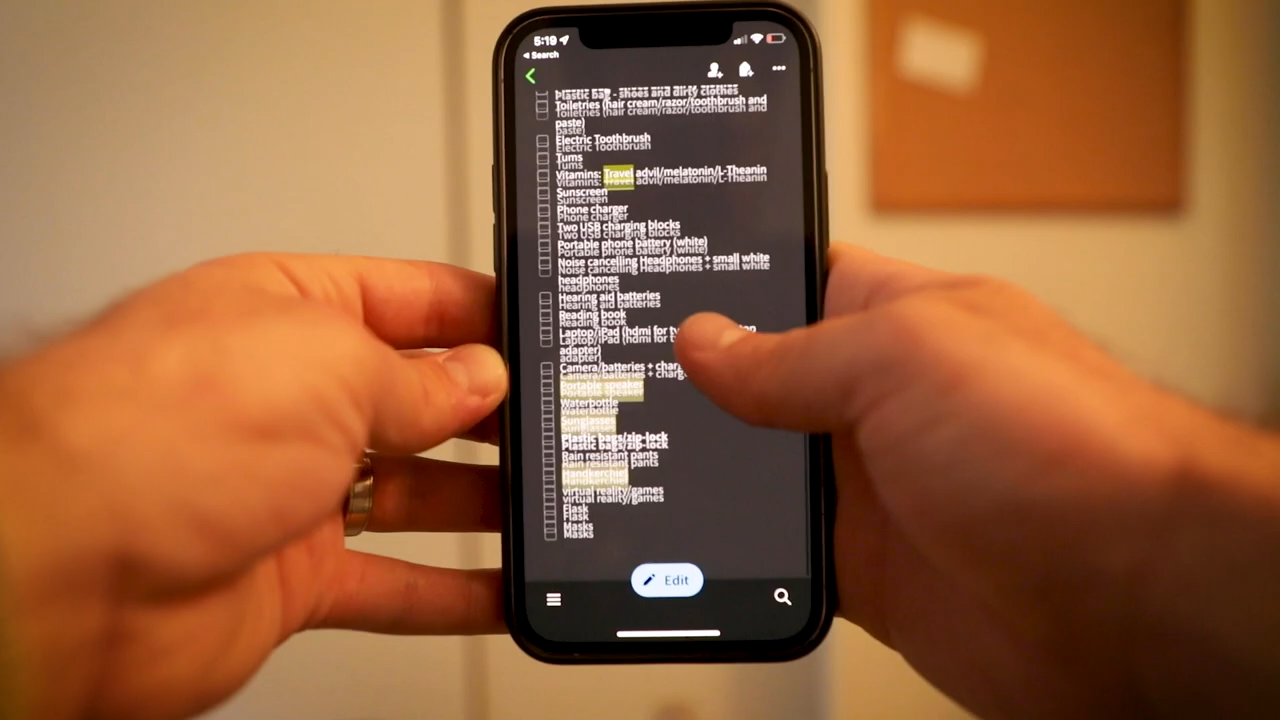 5:19
Search
Plastic bag - shoes and dirty clothes
Toiletries (hair cream/razor/toothbrush and
paste)
Electric Toothbrush
Tums
Vitamins: Travel advil/melatonin/L-Theanin
Sunscreen
Phone charger
Two USB charging blocks
Portable phone battery (white)
Noise cancelling Headphones + small white
headphones
Hearing aid batteries
Reading book
Laptop/iPad (hdmi for
adapter)
Camera/batteries +
Portable speaker
Waterbottle
Sunglasses
Plastic bags/zip-lock
Rain resistant pants
Handkerchief
virtual reality/games
Flask
Masks
Edit